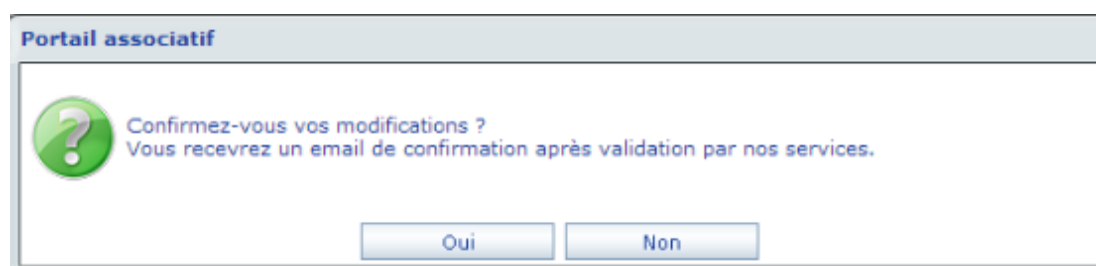 Portail associatif
Confirmez-vous vos modifications ?
Vous recevrez un email de confirmation après validation par nos services.
Oui
Non